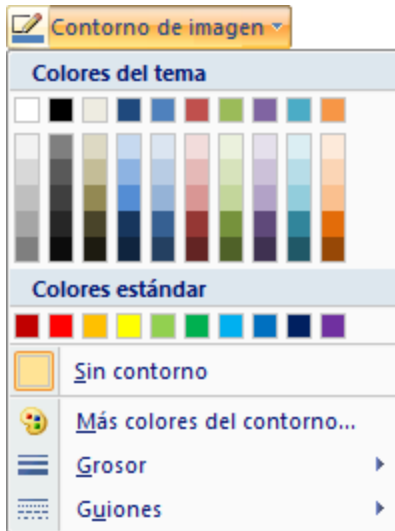 Contorno de imagen
Colores del tema
Colores estándar
Sin contorno
Más colores del contorno...
Grosor
Guiones